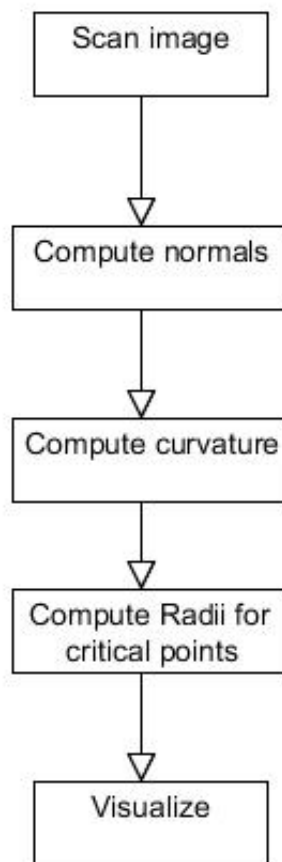 Scan image
Compute normals
Compute curvature
Compute Radii for
critical points
Visualize